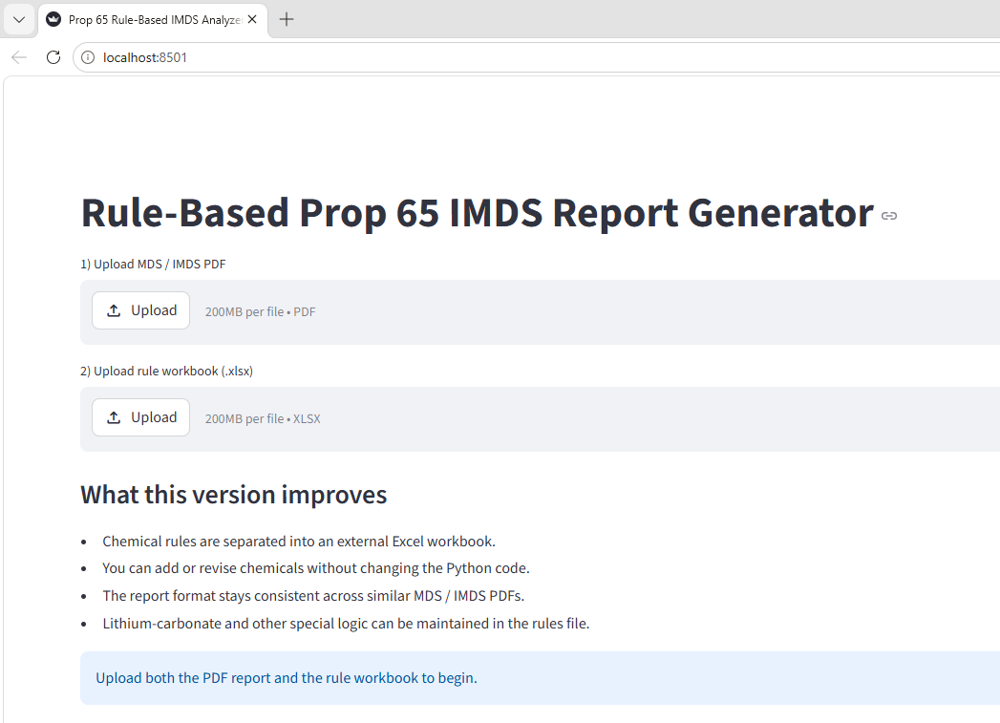 Prop 65 Rule-Based IMDS Analyze
localhost:8501
Rule-Based Prop 65 IMDS Report Generator
1) Upload MDS / IMDS PDF
Upload 200MB per file • PDF
2) Upload rule workbook (.xlsx)
Upload 200MB per file • XLSX
What this version improves
• Chemical rules are separated into an external Excel workbook.
• You can add or revise chemicals without changing the Python code.
• The report format stays consistent across similar MDS / IMDS PDFs.
• Lithium-carbonate and other special logic can be maintained in the rules file.
Upload both the PDF report and the rule workbook to begin.